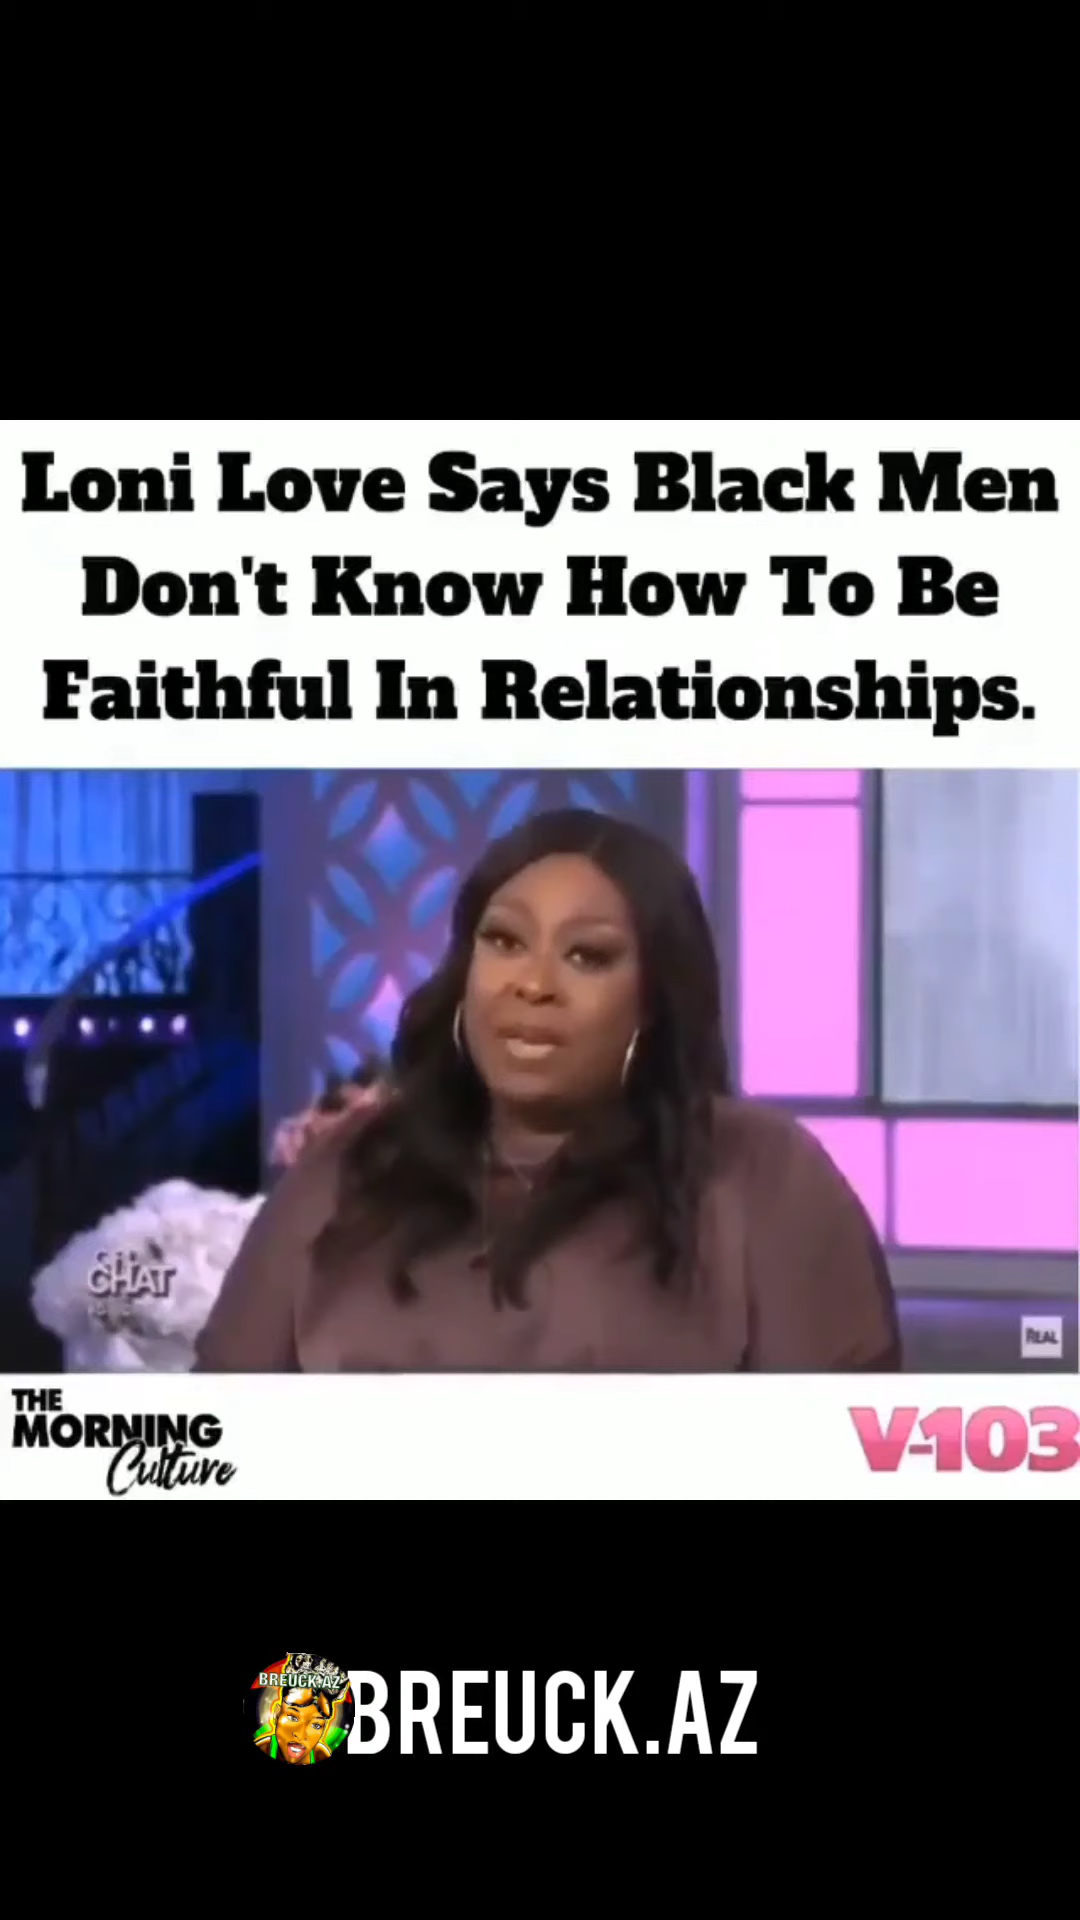 Loni Love Says Black Men
Don't Know How To Be
Faithful In Relationships.
CHAT
REAL
THE
MORNING
Culture
V-103
BREUCK.AZ
BREUCK.AZ